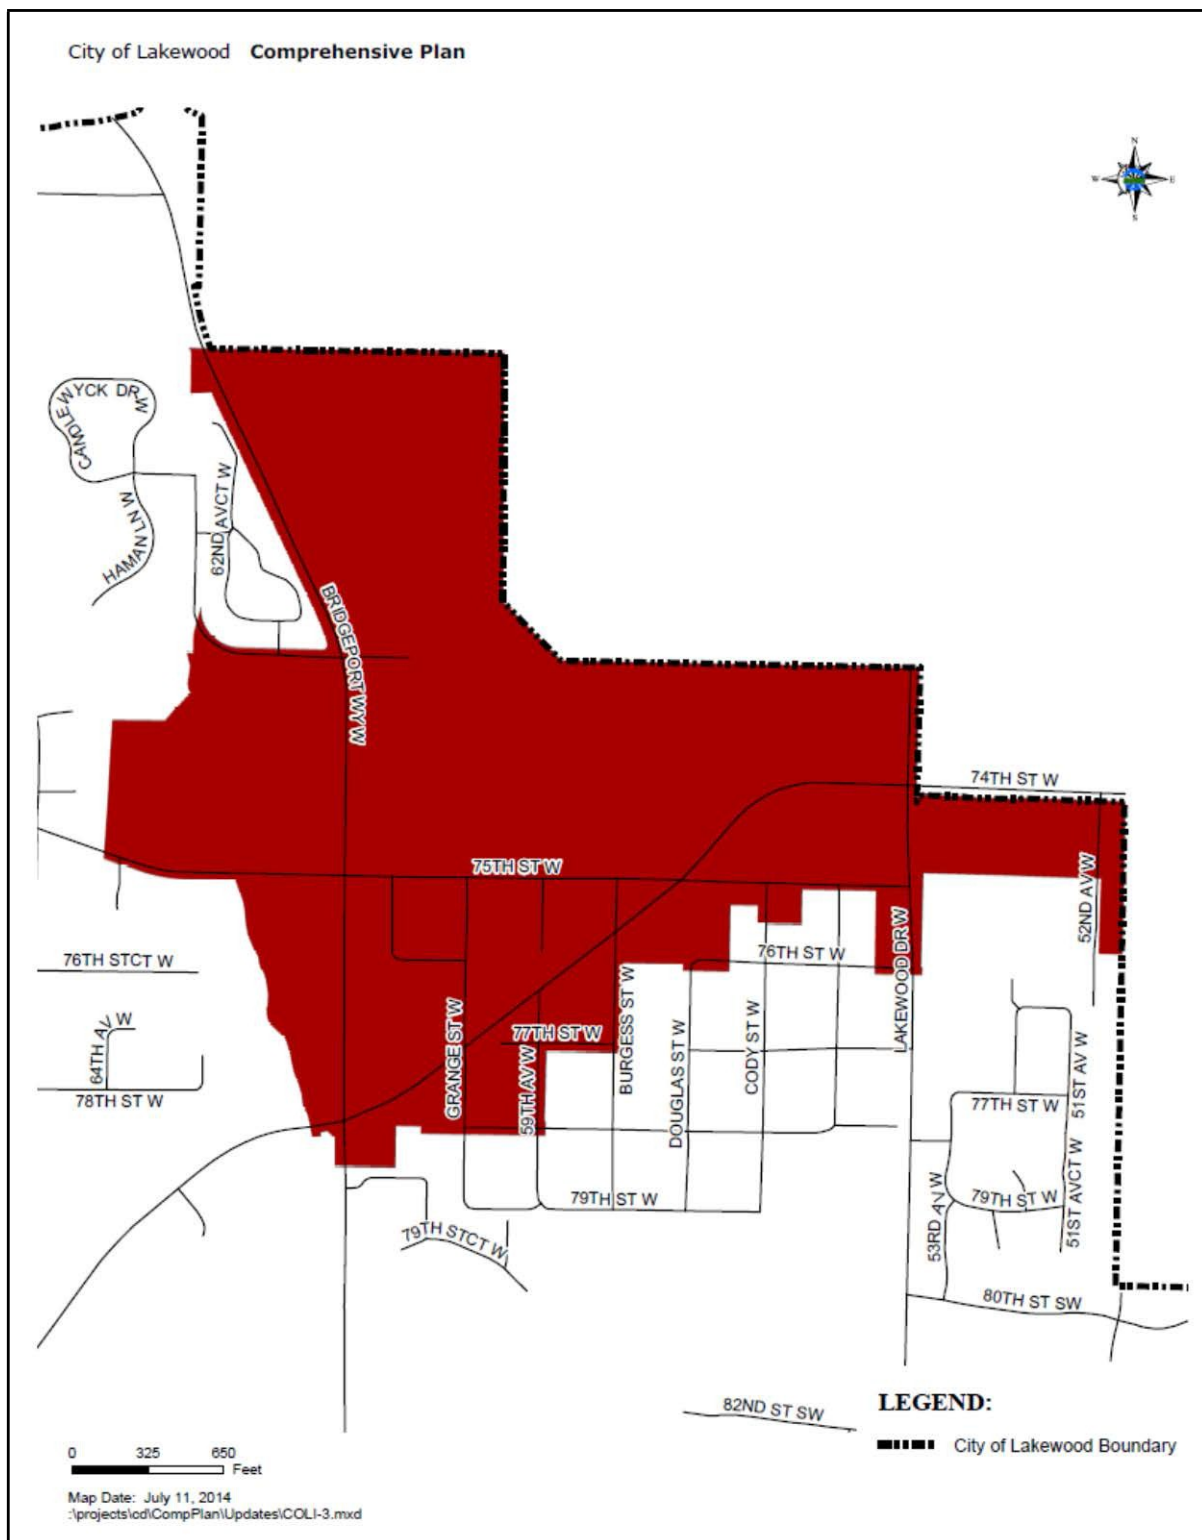 City of Lakewood Comprehensive Plan
N
W E
S
CANDLEWYCK DR W
HAMAN LN W
62ND AVCT W
BRIDGEPORT WY W
74TH ST W
75TH ST W
52ND AV W
76TH STCT W
76TH ST W
LAKEWOOD DR W
64TH AV W
78TH ST W
GRANGE ST W
77TH ST W
59TH AV W
BURGESS ST W
DOUGLAS ST W
CODY ST W
77TH ST W
51ST AV W
79TH ST W
79TH STCT W
53RD AV W
79TH ST W
51ST AVCT W
80TH ST SW
82ND ST SW
LEGEND:
City of Lakewood Boundary
0 325 650
Feet
Map Date: July 11, 2014
:\projects\cd\CompPlan\Updates\COLI-3.mxd